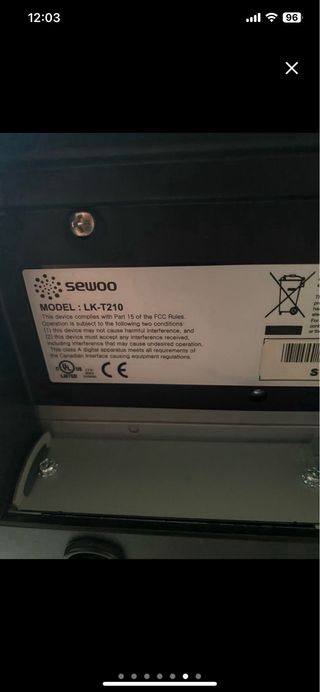 12:03
96
sewoo
MODEL : LK-T210
This device complies with Part 15 of the FCC Rules.
Operation is subject to the following two conditions:
(1) this device may not cause harmful interference, and
(2) this device must accept any interference received,
including interference that may cause undesired operation.
This class A digital apparatus meets all requirements of
the Canadian Interface causing equipment regulations.
C UL US
LISTED
CE
S